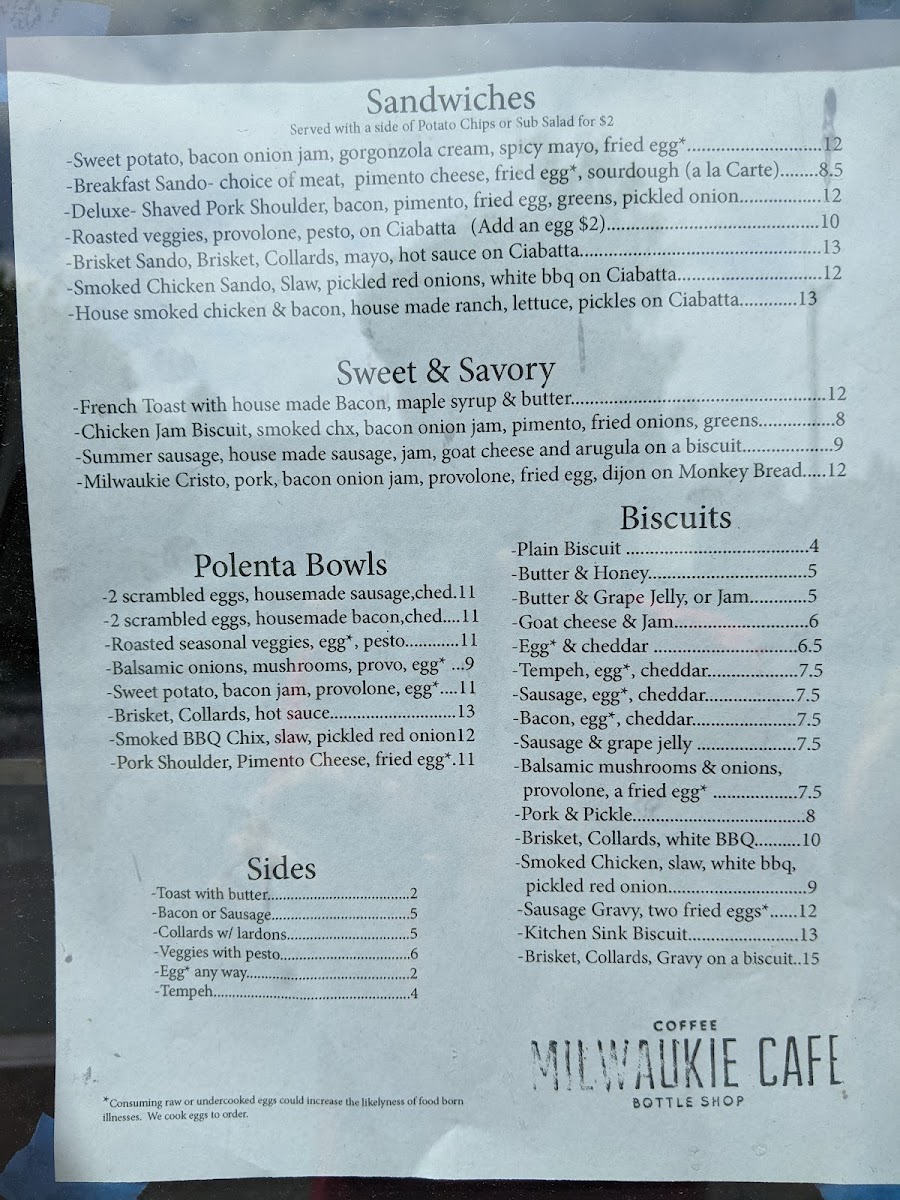 Sandwiches
Served with a side of Potato Chips or Sub Salad for $2
-Sweet potato, bacon onion jam, gorgonzola cream, spicy mayo, fried egg*.............................12
-Breakfast Sando- choice of meat, pimento cheese, fried egg*, sourdough (a la Carte)........8.5
-Deluxe- Shaved Pork Shoulder, bacon, pimento, fried egg, greens, pickled onion..................12
-Roasted veggies, provolone, pesto, on Ciabatta (Add an egg $2).............................................10
-Brisket Sando, Brisket, Collards, mayo, hot sauce on Ciabatta....................................................13
-Smoked Chicken Sando, Slaw, pickled red onions, white bbq on Ciabatta...............................12
-House smoked chicken & bacon, house made ranch, lettuce, pickles on Ciabatta............13
Sweet & Savory
-French Toast with house made Bacon, maple syrup & butter......................................................12
-Chicken Jam Biscuit, smoked chx, bacon onion jam, pimento, fried onions, greens................8
-Summer sausage, house made sausage, jam, goat cheese and arugula on a biscuit...................9
-Milwaukie Cristo, pork, bacon onion jam, provolone, fried egg, dijon on Monkey Bread.....12
Polenta Bowls
-2 scrambled eggs, housemade sausage,ched.11
-2 scrambled eggs, housemade bacon,ched....11
-Roasted seasonal veggies, egg*, pesto...........11
-Balsamic onions, mushrooms, provo, egg* ...9
-Sweet potato, bacon jam, provolone, egg*....11
-Brisket, Collards, hot sauce...........................13
-Smoked BBQ Chix, slaw, pickled red onion12
-Pork Shoulder, Pimento Cheese, fried egg*.11
Sides
-Toast with butter....................................2
-Bacon or Sausage...................................5
-Collards w/ lardons................................5
-Veggies with pesto.................................6
-Egg* any way.........................................2
-Tempeh...................................................4
Biscuits
-Plain Biscuit .......................................4
-Butter & Honey..................................5
-Butter & Grape Jelly, or Jam............5
-Goat cheese & Jam.............................6
-Egg* & cheddar ...............................6.5
-Tempeh, egg*, cheddar...................7.5
-Sausage, egg*, cheddar...................7.5
-Bacon, egg*, cheddar......................7.5
-Sausage & grape jelly .....................7.5
-Balsamic mushrooms & onions,
provolone, a fried egg* ..................7.5
-Pork & Pickle.....................................8
-Brisket, Collards, white BBQ..........10
-Smoked Chicken, slaw, white bbq,
pickled red onion.............................9
-Sausage Gravy, two fried eggs*......12
-Kitchen Sink Biscuit........................13
-Brisket, Collards, Gravy on a biscuit..15
COFFEE
MILWAUKIE CAFE
BOTTLE SHOP
*Consuming raw or undercooked eggs could increase the likelyness of food born
illnesses. We cook eggs to order.